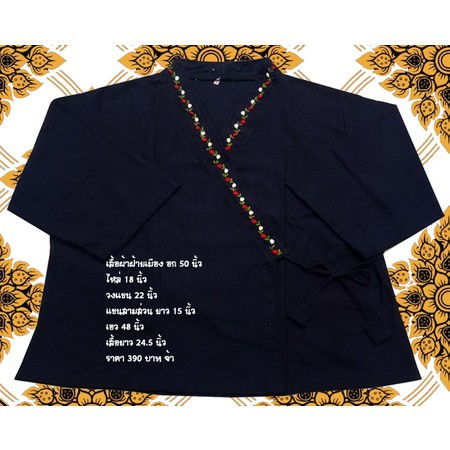 เสื้อผ้าฝ้ายเมือง อก 50 นิ้ว
ไหล่ 18 นิ้ว
วงแขน 22 นิ้ว
แขนสามส่วน ยาว 15 นิ้ว
เอว 48 นิ้ว
เสื้อยาว 24.5 นิ้ว
ราคา 390 บาท จ้า